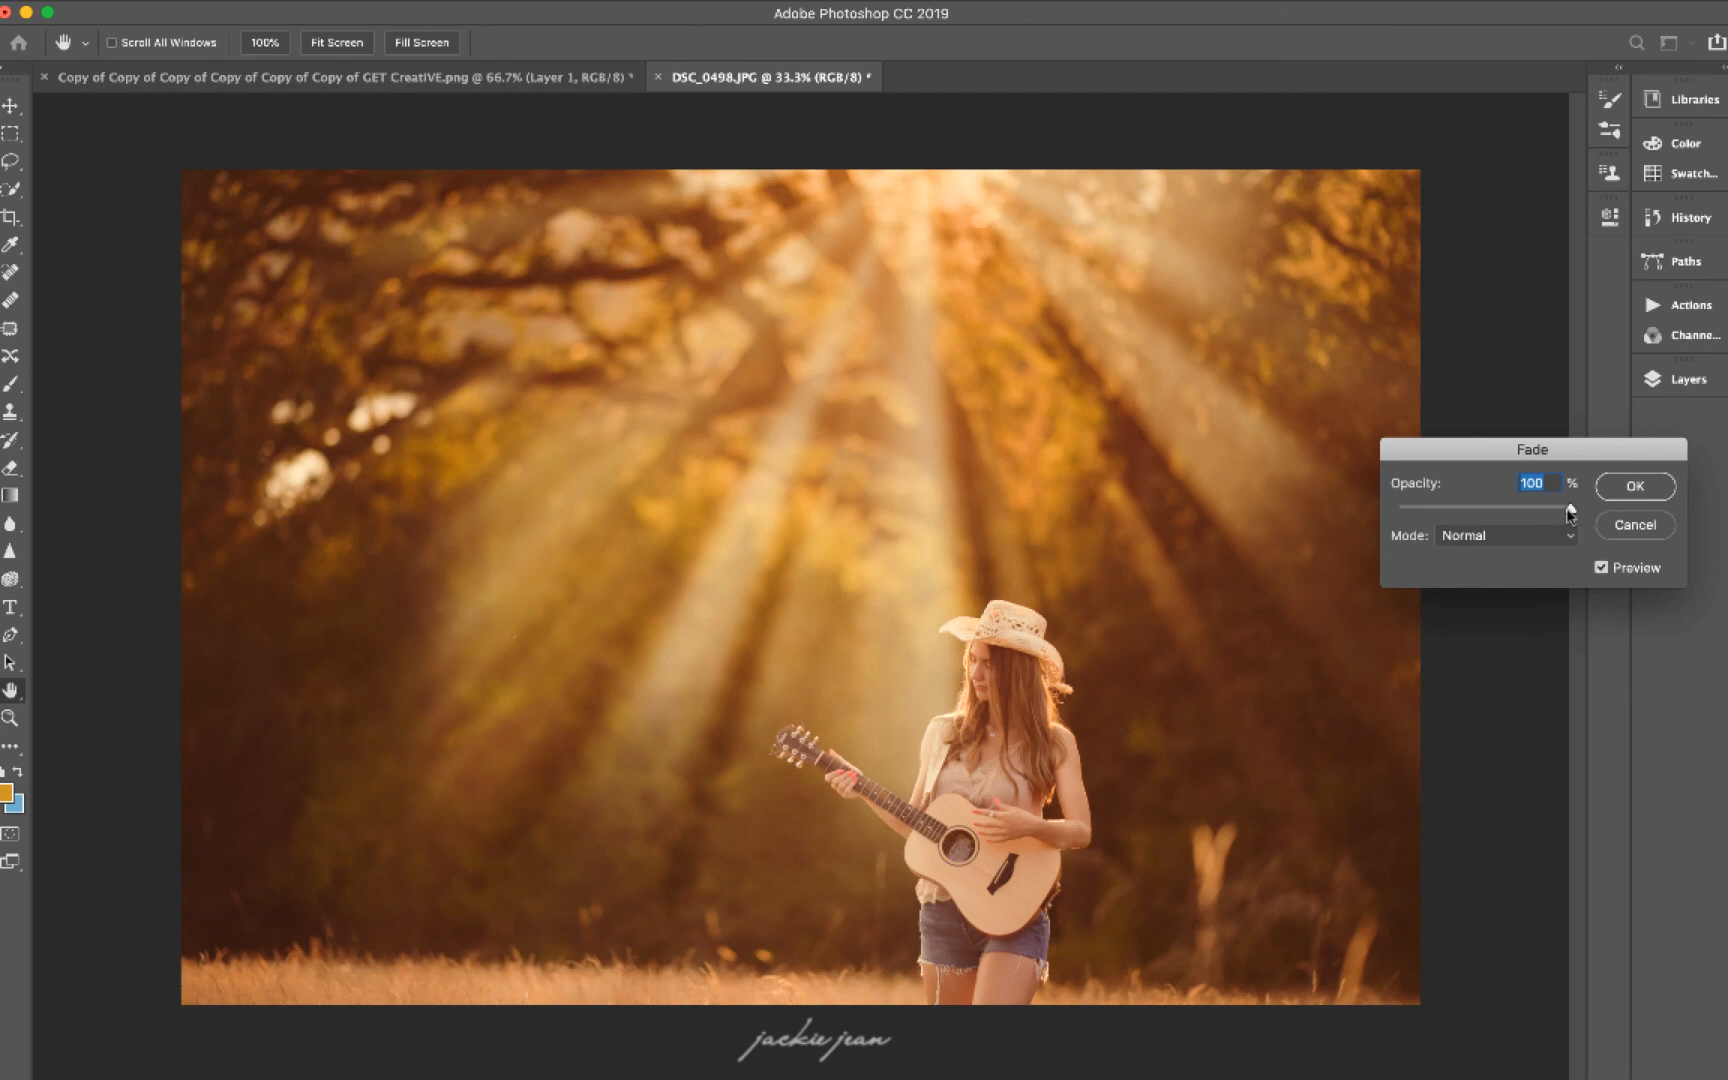 Adobe Photoshop CC 2019
Scroll All Windows 100% Fit Screen Fill Screen
Copy of Copy of Copy of Copy of Copy of Copy of GET CreatIVE.png @ 66.7% (Layer 1, RGB/8) *
DSC_0498.JPG @ 33.3% (RGB/8) *
Libraries
Color
Swatch...
History
Paths
Actions
Channe...
Layers
Fade
Opacity: 100 %
OK
Cancel
Mode: Normal
Preview
jackie jean